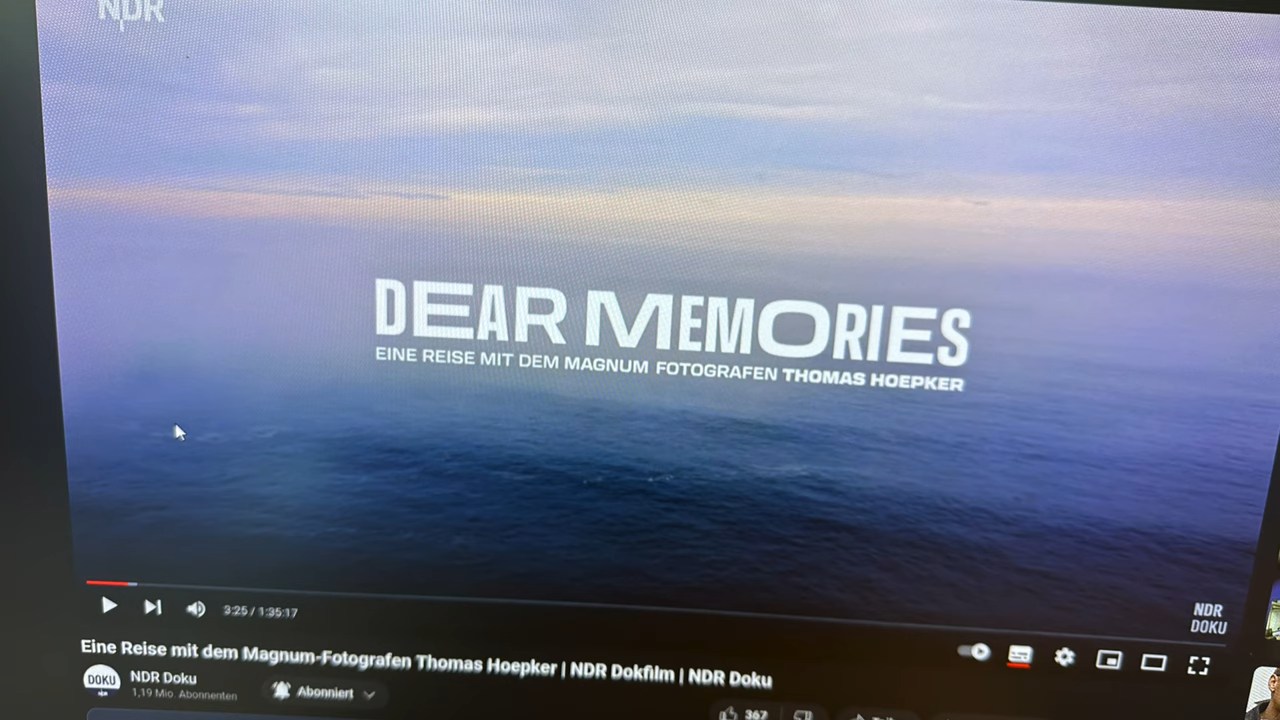 NDR
DEAR MEMORIES
EINE REISE MIT DEM MAGNUM FOTOGRAFEN THOMAS HOEPKER
NDR
DOKU
3:25 / 1:35:17
Eine Reise mit dem Magnum-Fotografen Thomas Hoepker | NDR Dokfilm | NDR Doku
DOKU
NDR Doku
1,19 Mio. Abonnenten
Abonniert
367